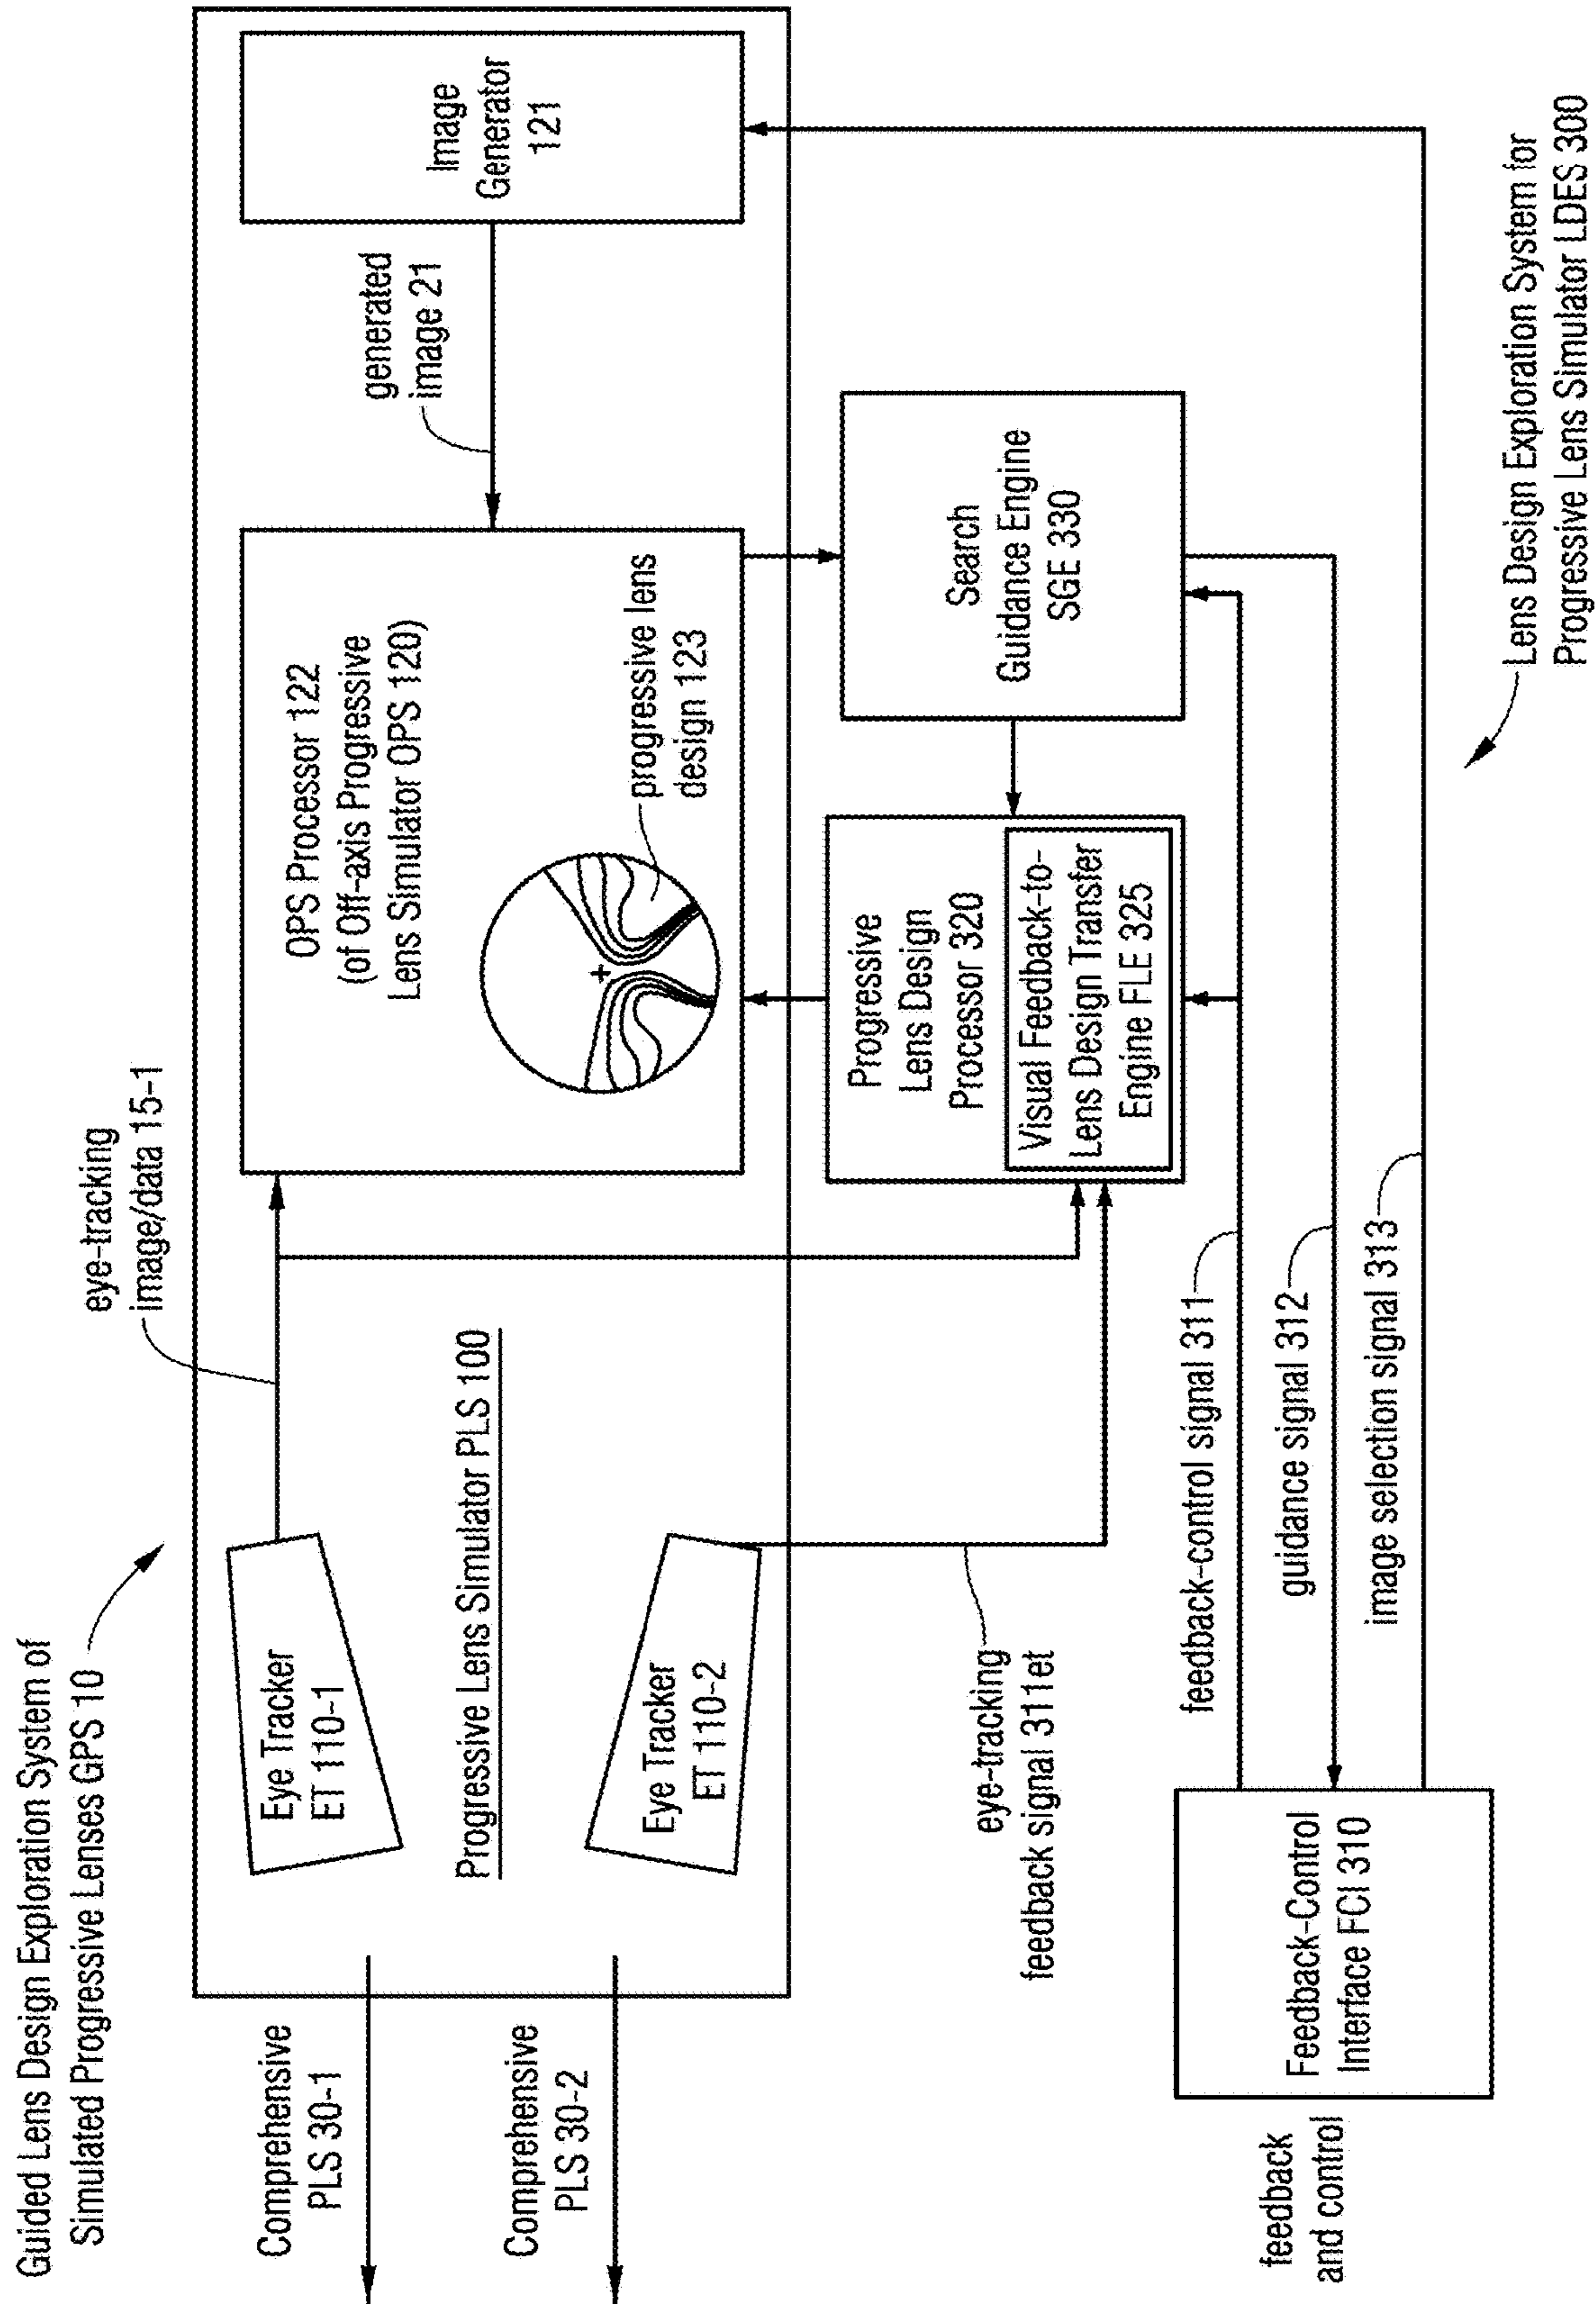 Guided Lens Design Exploration System of
Simulated Progressive Lenses GPS 10
eye-tracking
image/data 15-1
Comprehensive
PLS 30-1
Comprehensive
PLS 30-2
Eye Tracker
ET 110-1
Progressive Lens Simulator PLS 100
Eye Tracker
ET 110-2
OPS Processor 122
(of Off-axis Progressive
Lens Simulator OPS 120)
progressive lens
design 123
generated
image 21
Image
Generator
121
eye-tracking
feedback signal 311et
Progressive
Lens Design
Processor 320
Visual Feedback-to-
Lens Design Transfer
Engine FLE 325
Search
Guidance Engine
SGE 330
feedback-control signal 311
guidance signal 312
image selection signal 313
feedback
and control
Feedback-Control
Interface FCI 310
Lens Design Exploration System for
Progressive Lens Simulator LDES 300